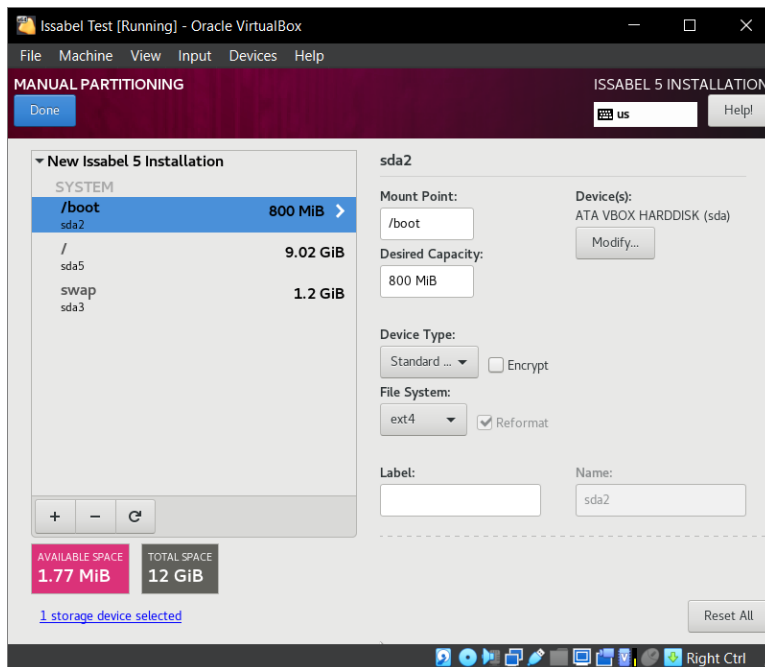 Issabel Test [Running] - Oracle VirtualBox
File Machine View Input Devices Help
MANUAL PARTITIONING
ISSABEL 5 INSTALLATION
Done
us
Help!
New Issabel 5 Installation
SYSTEM
/boot
800 MiB
sda2
/
9.02 GiB
sda5
swap
1.2 GiB
sda3
+ −
AVAILABLE SPACE
1.77 MiB
TOTAL SPACE
12 GiB
1 storage device selected
sda2
Mount Point:
/boot
Device(s):
ATA VBOX HARDDISK (sda)
Modify...
Desired Capacity:
800 MiB
Device Type:
Standard ...
Encrypt
File System:
ext4
Reformat
Label:
Name:
sda2
Reset All
Right Ctrl